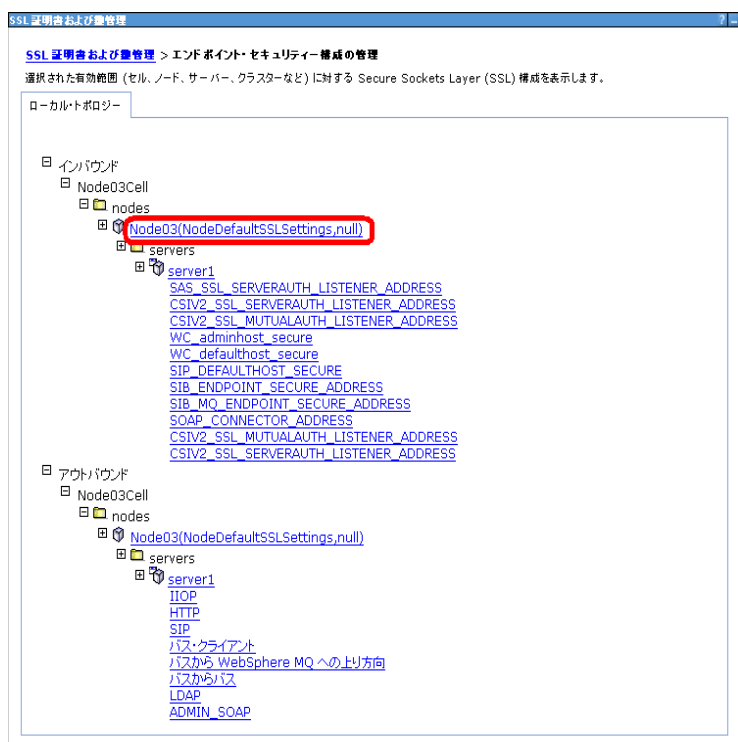 SSL 証明書および鍵管理 ? _
SSL 証明書および鍵管理 > エンドポイント・セキュリティー構成の管理
選択された有効範囲 (セル、ノード、サーバー、クラスターなど) に対する Secure Sockets Layer (SSL) 構成を表示します。
ローカル・トポロジー
インバウンド
Node03Cell
nodes
Node03(NodeDefaultSSLSettings,null)
servers
server1
SAS_SSL_SERVERAUTH_LISTENER_ADDRESS
CSIV2_SSL_SERVERAUTH_LISTENER_ADDRESS
CSIV2_SSL_MUTUALAUTH_LISTENER_ADDRESS
WC_adminhost_secure
WC_defaulthost_secure
SIP_DEFAULTHOST_SECURE
SIB_ENDPOINT_SECURE_ADDRESS
SIB_MQ_ENDPOINT_SECURE_ADDRESS
SOAP_CONNECTOR_ADDRESS
CSIV2_SSL_MUTUALAUTH_LISTENER_ADDRESS
CSIV2_SSL_SERVERAUTH_LISTENER_ADDRESS
アウトバウンド
Node03Cell
nodes
Node03(NodeDefaultSSLSettings,null)
servers
server1
IIOP
HTTP
SIP
バス・クライアント
バスから WebSphere MQ への上り方向
バスからバス
LDAP
ADMIN_SOAP